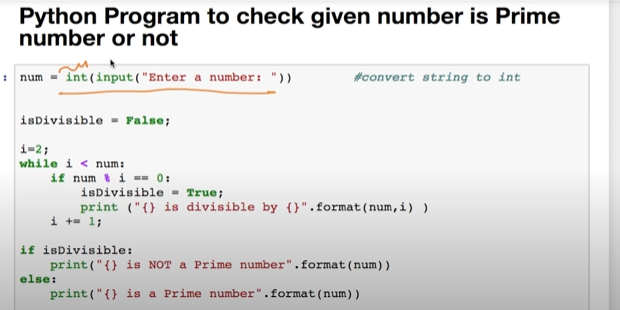 Python Program to check given number is Prime
number or not
: num = int(input("Enter a number: ")) #convert string to int
isDivisible = False;
i=2;
while i < num:
    if num % i == 0:
        isDivisible = True;
        print ("{} is divisible by {}".format(num,i) )
    i += 1;
if isDivisible:
    print("{} is NOT a Prime number".format(num))
else:
    print("{} is a Prime number".format(num))